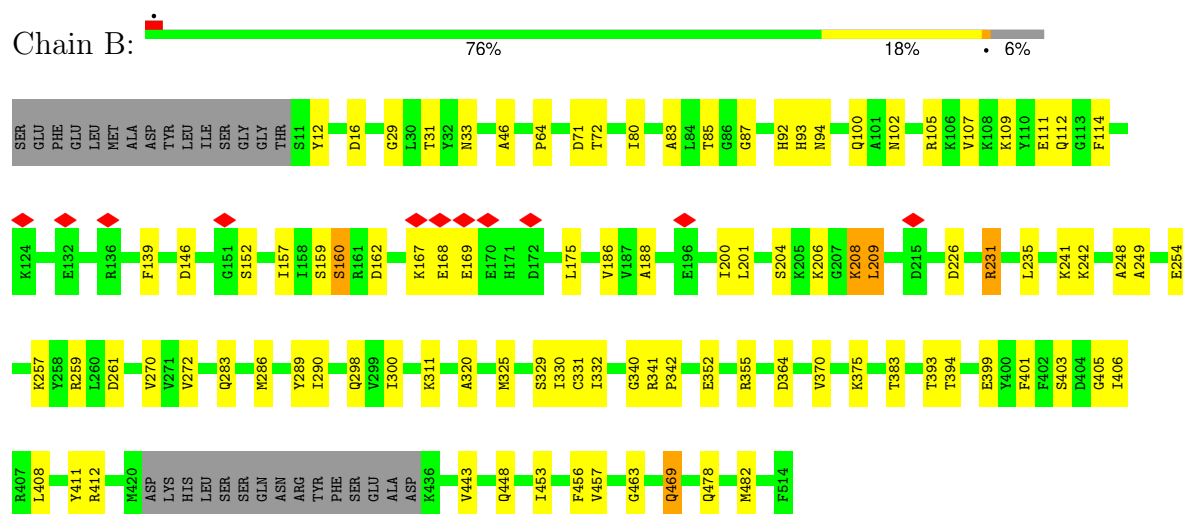 Chain B:
76% 18% • 6%
SER GLU PHE GLU LEU MET ALA ASP TYR LEU ILE SER GLY GLY THR S11 Y12 D16 G29 L30 T31 Y32 N33 A46 P64 D71 T72 I80 A83 L84 T85 G86 G87 H92 H93 N94 Q100 A101 N102 R105 K106 V107 K108 K109 Y110 E111 Q112 G113 F114
K124 E132 R136 F139 D146 G151 S152 I157 I158 S159 S160 R161 D162 K167 E168 E169 E170 H171 D172 L175 V186 V187 A188 E196 I200 L201 S204 K205 K206 G207 K208 L209 D215 D226 R231 L235 K241 K242 A248 A249 E254
K257 Y258 R259 L260 D261 V270 V271 V272 Q283 M286 Y289 I290 Q298 V299 I300 K311 A320 M325 S329 I330 C331 I332 G340 R341 P342 E352 R355 D364 V370 K375 T383 T393 T394 E399 Y400 F401 F402 S403 D404 G405 I406
R407 L408 Y411 R412 M420 ASP LYS HIS LEU SER SER GLN ASN ARG TYR PHE SER GLU ALA ASP K436 V443 Q448 I453 F456 V457 G463 Q469 Q478 M482 F514